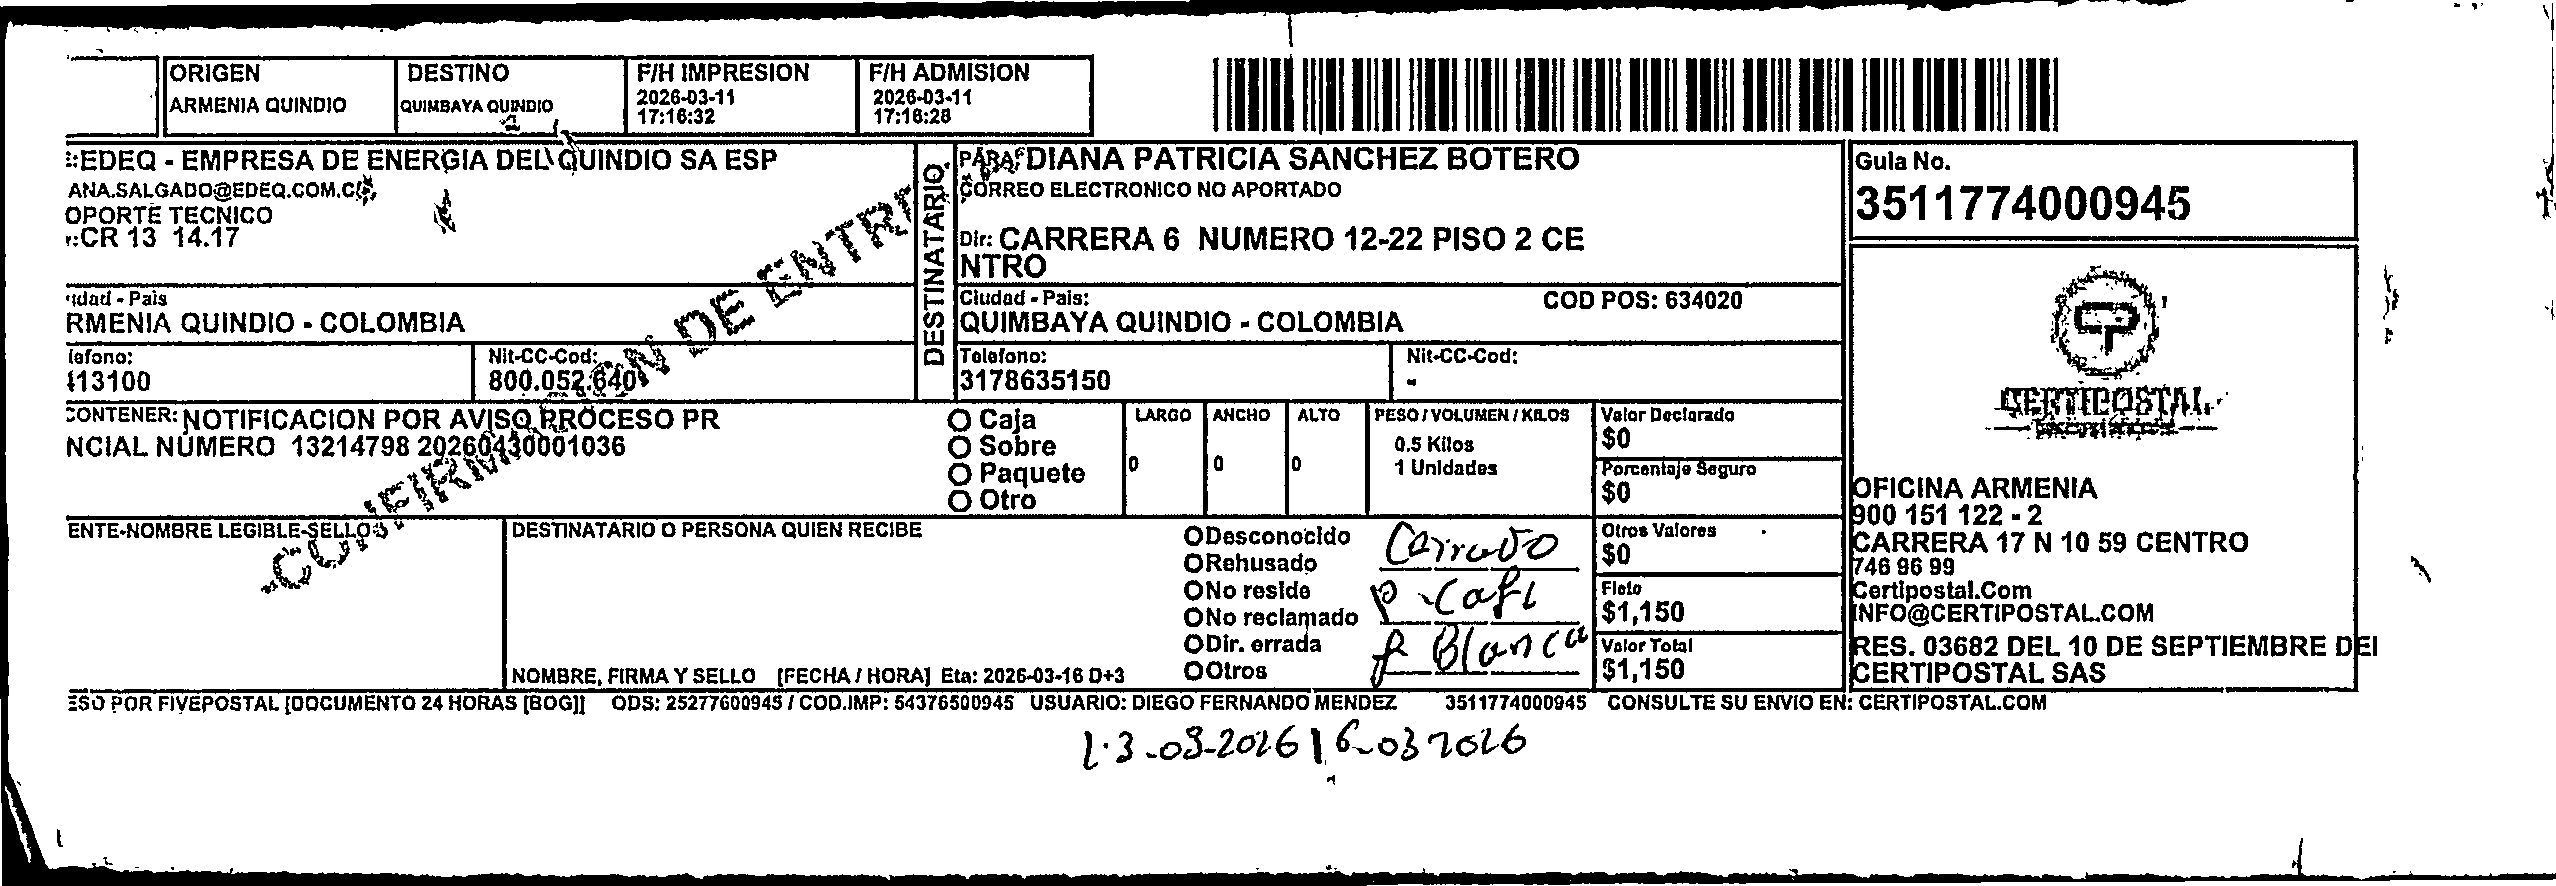 ORIGEN
ARMENIA QUINDIO
DESTINO
QUIMBAYA QUINDIO
F/H IMPRESION
2026-03-11
17:16:32
F/H ADMISION
2026-03-11
17:16:28
:EDEQ - EMPRESA DE ENERGIA DEL QUINDIO SA ESP
ANA.SALGADO@EDEQ.COM.C
OPORTE TECNICO
:CR 13 14.17
dad - Pais
RMENIA QUINDIO - COLOMBIA
lefono:
413100
Nit-CC-Cod:
800.052.640
CONTENER: NOTIFICACION POR AVISO PROCESO PR
NCIAL NUMERO 13214798 20260430001036
ENTE-NOMBRE LEGIBLE-SELLO
CONFIRMACION DE ENTRE
DESTINATARIO
PARA: DIANA PATRICIA SANCHEZ BOTERO
CORREO ELECTRONICO NO APORTADO
Dir: CARRERA 6 NUMERO 12-22 PISO 2 CE
NTRO
Ciudad - Pais:
COD POS: 634020
QUIMBAYA QUINDIO - COLOMBIA
Telefono:
3178635150
Nit-CC-Cod:
-
O Caja
O Sobre
O Paquete
O Otro
LARGO
0
ANCHO
0
ALTO
0
PESO / VOLUMEN / KILOS
0.5 Kilos
1 Unidades
Valor Declarado
$0
Porcentaje Seguro
$0
DESTINATARIO O PERSONA QUIEN RECIBE
NOMBRE, FIRMA Y SELLO [FECHA / HORA] Eta: 2026-03-16 D+3
O Desconocido
O Rehusado
O No reside
O No reclamado
O Dir. errada
O Otros
Cerrado
P. Cafe
P Blanca
Otros Valores
$0
Flete
$1,150
Valor Total
$1,150
Guia No.
3511774000945
CERTIPOSTAL
OFICINA ARMENIA
900 151 122 - 2
CARRERA 17 N 10 59 CENTRO
746 96 99
Certipostal.Com
INFO@CERTIPOSTAL.COM
RES. 03682 DEL 10 DE SEPTIEMBRE DEL
CERTIPOSTAL SAS
ESO POR FIVEPOSTAL [DOCUMENTO 24 HORAS [BOG]] ODS: 25277600945 / COD.IMP: 54376500945 USUARIO: DIEGO FERNANDO MENDEZ 3511774000945 CONSULTE SU ENVIO EN: CERTIPOSTAL.COM
13-03-2026 16-03 2026